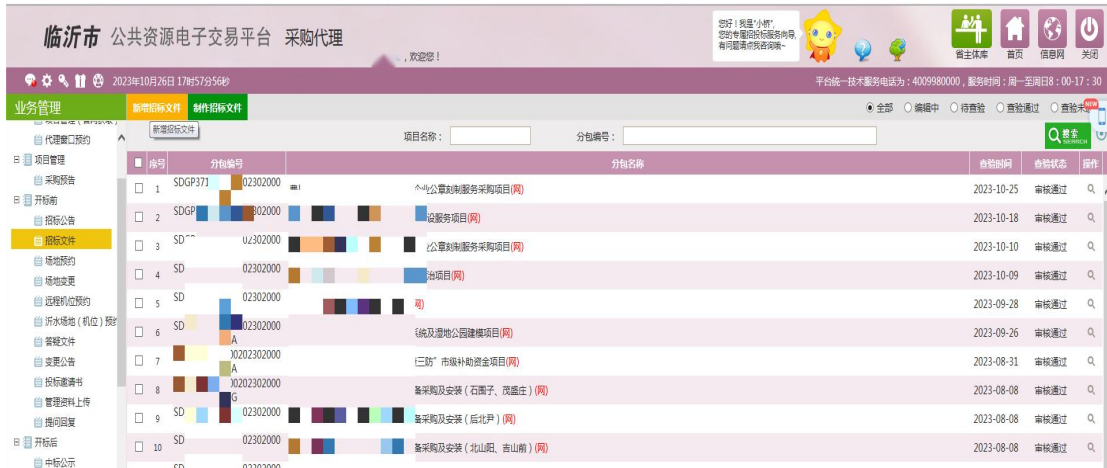 临沂市 公共资源电子交易平台 采购代理
，欢迎您！
您好！我是"小桥"，
您的专属招投标服务向导，
有问题请点我咨询哦~
省主体库 首页 信息网 关闭
2023年10月26日 17时57分56秒
平台统一技术服务电话为：4009980000，服务时间：周一至周日8：00-17：30
业务管理
新增招标文件 制作招标文件
全部 编辑中 待查验 查验通过 查验未
NEW
新增招标文件
项目名称： 分包编号： 搜索
SEARCH
代理窗口预约
项目管理
采购预告
开标前
招标公告
招标文件
场地预约
场地变更
远程机位预约
沂水场地（机位）预约
答疑文件
变更公告
投标邀请书
管理资料上传
提问回复
开标后
中标公示
序号 分包编号 分包名称 查验时间 查验状态 操作
1 SDGP371 02302000 企业公章刻制服务采购项目(网) 2023-10-25 审核通过
2 SDGP 302000 设服务项目(网) 2023-10-18 审核通过
3 SD 02302000 业公章刻制服务采购项目(网) 2023-10-10 审核通过
4 SD 02302000 治项目(网) 2023-10-09 审核通过
5 SD 02302000 网) 2023-09-28 审核通过
6 SD 02302000 系统及湿地公园建模项目(网) 2023-09-26 审核通过
A
7 00202302000 三防”市级补助资金项目(网) 2023-08-31 审核通过
A
8 00202302000 备采购及安装（石围子、茂盛庄）(网) 2023-08-08 审核通过
G
9 SD 02302000 备采购及安装（后北尹）(网) 2023-08-08 审核通过
10 SD 02302000 备采购及安装（北山阳、吉山前）(网) 2023-08-08 审核通过